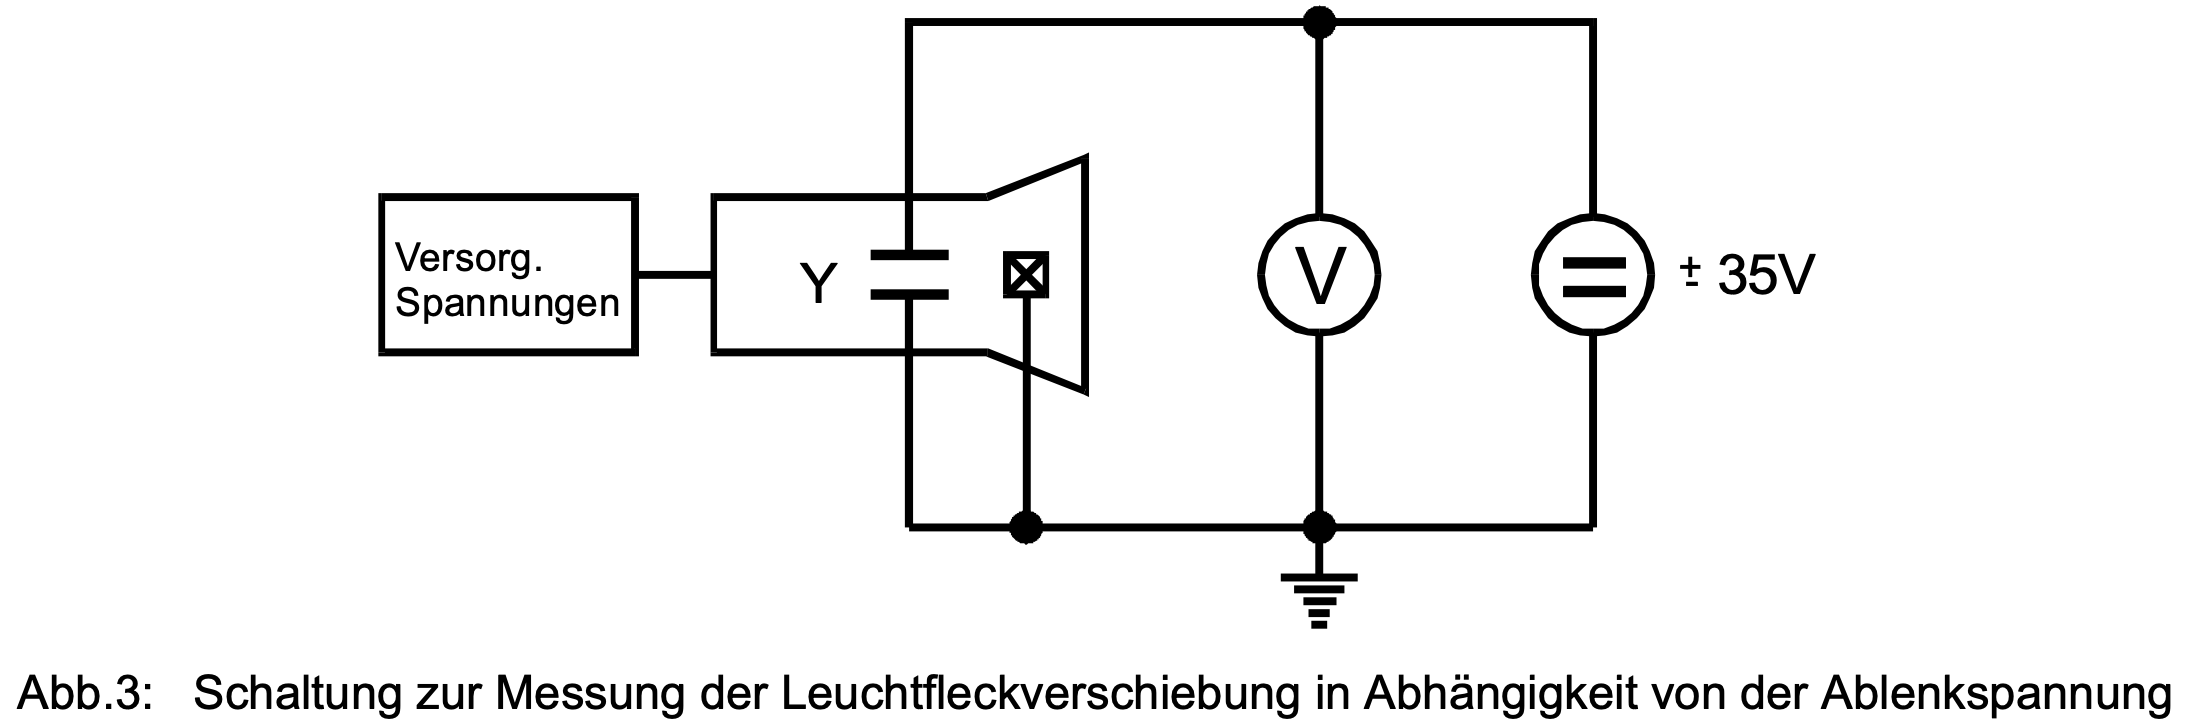 Versorg.
Spannungen
Y
V
± 35V
Abb.3: Schaltung zur Messung der Leuchtfleckverschiebung in Abhängigkeit von der Ablenkspannung